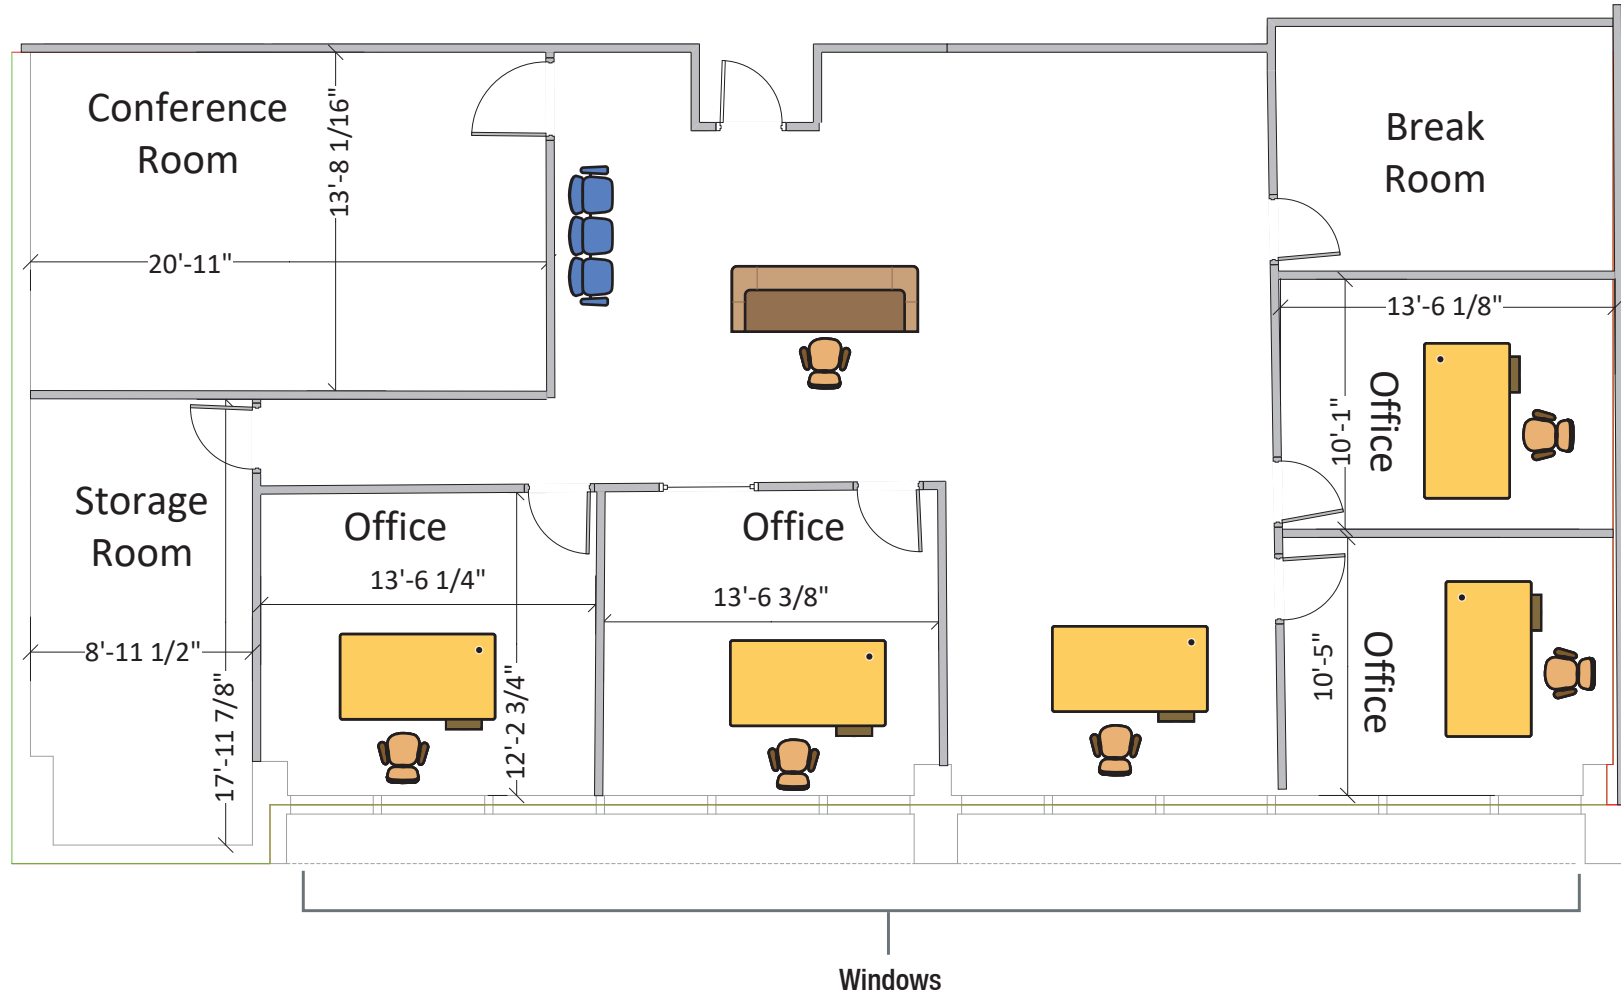 Conference
Room
13'-8 1/16"
20'-11"
Break
Room
13'-6 1/8"
10'-1"
Office
Storage
Room
8'-11 1/2"
17'-11 7/8"
Office
13'-6 1/4"
12'-2 3/4"
Office
13'-6 3/8"
10'-5"
Office
Windows